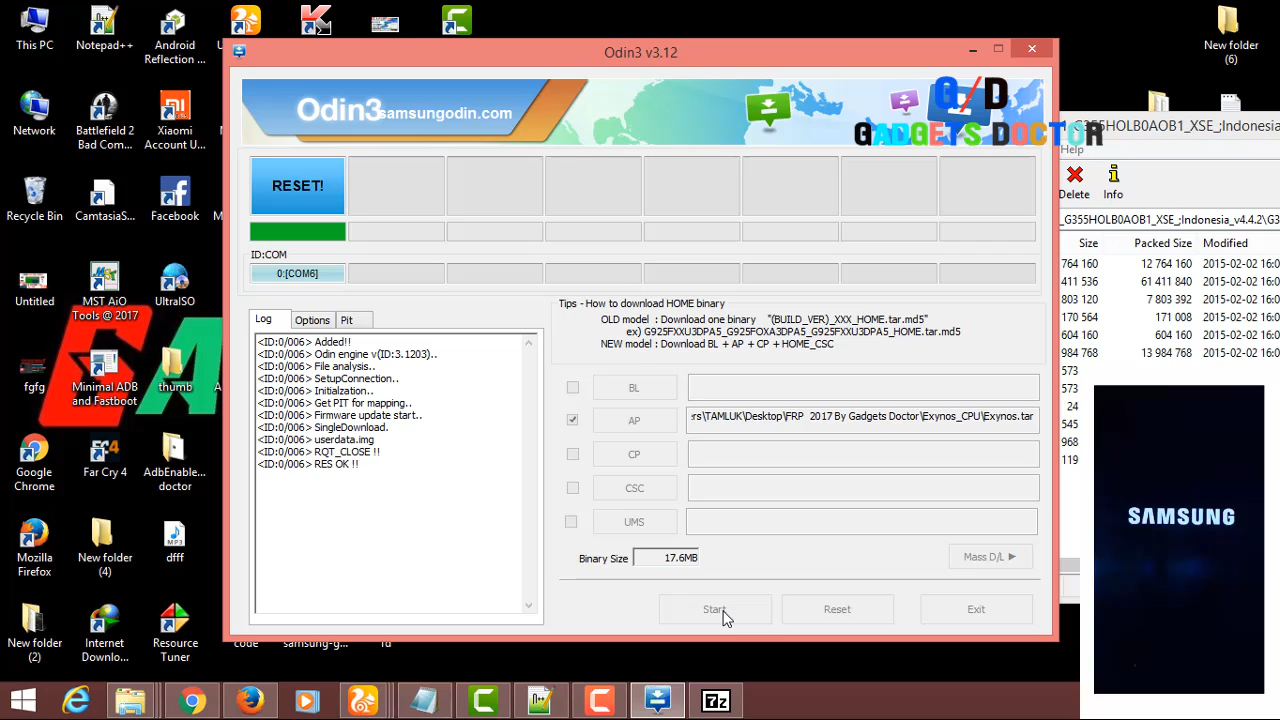 This PC
Notepad++
Android
Reflection ...
New folder
(6)
Odin3 v3.12
Odin3
samsungodin.com
G/D
GADGETS DOCTOR
Network
Battlefield 2
Bad Com...
Xiaomi
Account U...
G355HOLB0AOB1_XSE_;Indonesia
Help
RESET!
Delete
Info
Recycle Bin
CamtasiaS...
Facebook
_G355HOLB0AOB1_XSE_;Indonesia_v4.4.2\G3
Size
Packed Size
Modified
ID:COM
0:[COM6]
764 160
12 764 160
2015-02-02 16
411 536
61 411 840
2015-02-02 16
803 120
7 803 392
2015-02-02 16
170 316
171 008
2015-02-02 16
604 160
604 160
2015-02-02 16
984 768
13 984 768
2015-02-02 16
573
573
24
545
968
119
Untitled
MST AiO
Tools @ 2017
UltraISO
Log
Options
Pit
<ID:0/006> Added!!
<ID:0/006> Odin engine v(ID:3.1203)..
<ID:0/006> File analysis..
<ID:0/006> SetupConnection..
<ID:0/006> Initialzation..
<ID:0/006> Get PIT for mapping..
<ID:0/006> Firmware update start..
<ID:0/006> SingleDownload.
<ID:0/006> userdata.img
<ID:0/006> RQT_CLOSE !!
<ID:0/006> RES OK !!
Tips - How to download HOME binary
OLD model : Download one binary "(BUILD_VER)_XXX_HOME.tar.md5"
ex) G925FXXU3DPA5_G925FOXA3DPA5_G925FXXU3DPA5_HOME.tar.md5
NEW model : Download BL + AP + CP + HOME_CSC
BL
AP
rs\TAMLUK\Desktop\FRP 2017 By Gadgets Doctor\Exynos_CPU\Exynos.tar
CP
CSC
UMS
Binary Size
17.6MB
Mass D/L
Start
Reset
Exit
fgfg
Minimal ADB
and Fastboot
thumb
Google
Chrome
Far Cry 4
AdbEnable...
doctor
SAMSUNG
Mozilla
Firefox
New folder
(4)
dfff
New folder
(2)
Internet
Downlo...
Resource
Tuner
code
samsung-g...
7z